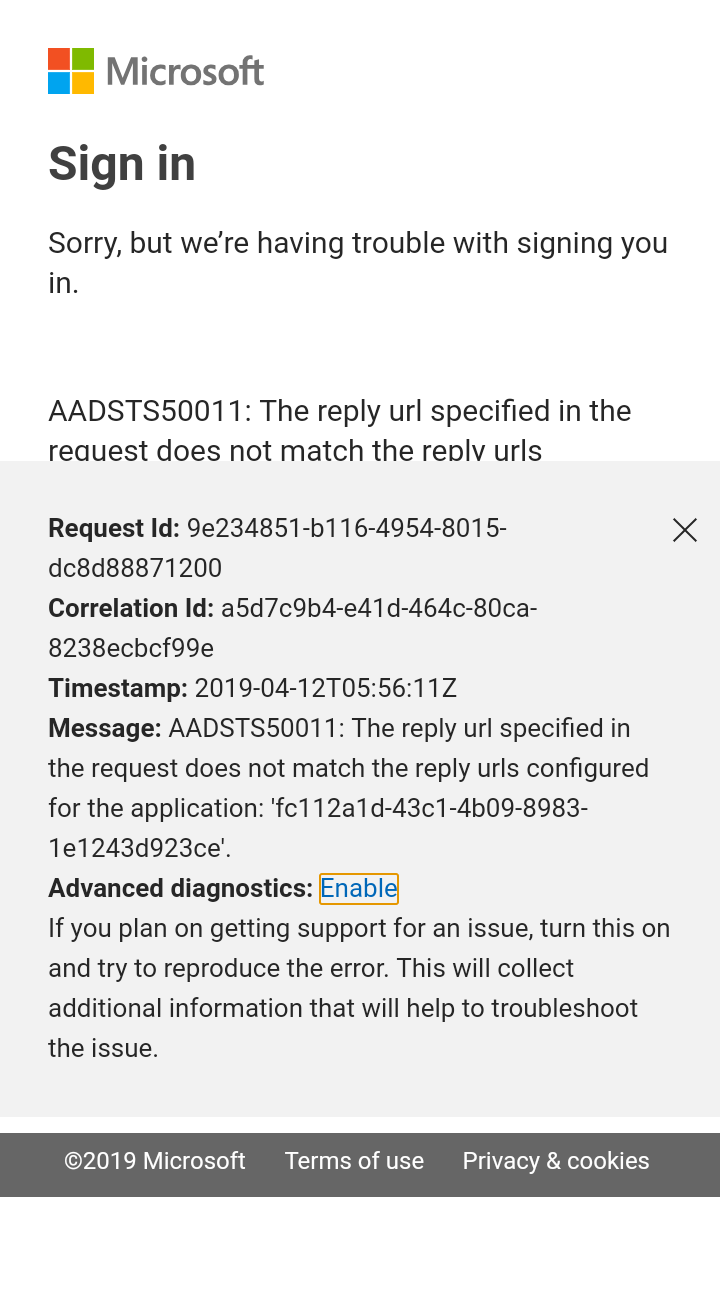 Microsoft
Sign in
Sorry, but we’re having trouble with signing you
in.
AADSTS50011: The reply url specified in the
request does not match the reply urls
Request Id: 9e234851-b116-4954-8015-
dc8d88871200
Correlation Id: a5d7c9b4-e41d-464c-80ca-
8238ecbcf99e
Timestamp: 2019-04-12T05:56:11Z
Message: AADSTS50011: The reply url specified in
the request does not match the reply urls configured
for the application: 'fc112a1d-43c1-4b09-8983-
1e1243d923ce'.
Advanced diagnostics: Enable
If you plan on getting support for an issue, turn this on
and try to reproduce the error. This will collect
additional information that will help to troubleshoot
the issue.
©2019 Microsoft Terms of use Privacy & cookies